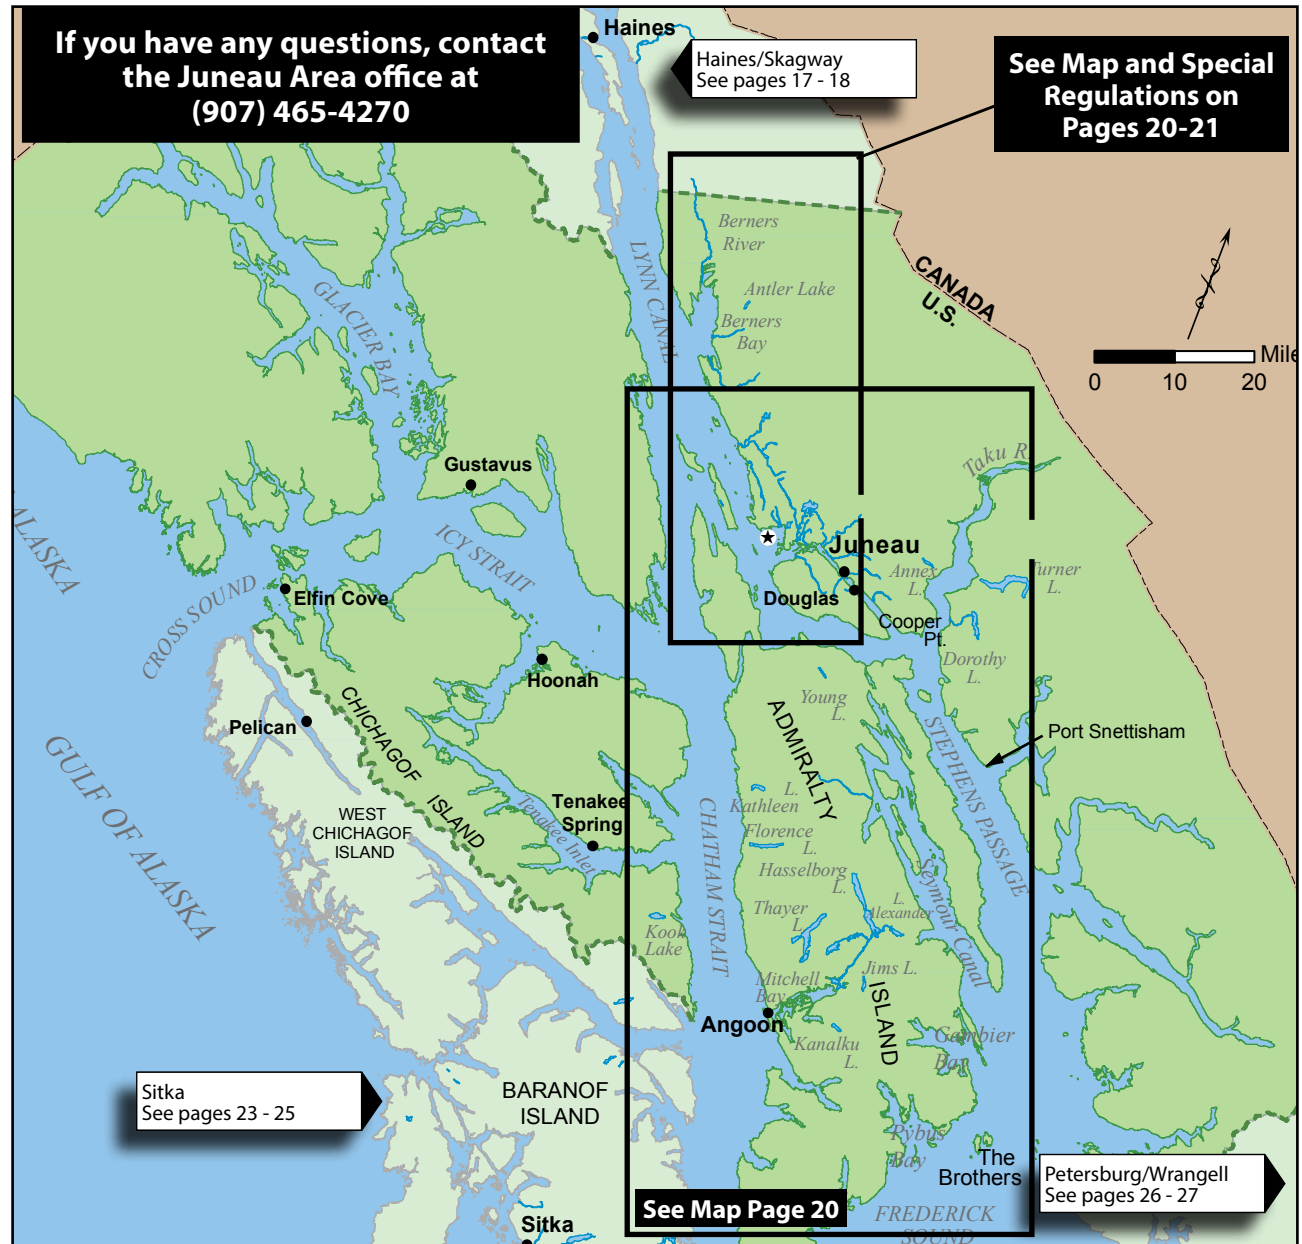 If you have any questions, contact
the Juneau Area office at
(907) 465-4270
Haines
Haines/Skagway
See pages 17 - 18
See Map and Special
Regulations on
Pages 20-21
Berners
River
LYNN CANAL
Antler Lake
Berners
Bay
CANADA
U.S.
Mile
0
10
20
GLACIER BAY
Gustavus
Taku R.
ALASKA
ICY STRAIT
Juneau
Annex
L.
Turner
L.
CROSS SOUND
Elfin Cove
Douglas
Cooper
Pt.
Dorothy
L.
Hoonah
Young
L.
Pelican
CHICHAGOF ISLAND
ADMIRALTY
ISLAND
STEPHENS PASSAGE
Port Snettisham
GULF OF ALASKA
WEST
CHICHAGOF
ISLAND
Tenakee
Spring
Tenakee Inlet
CHATHAM STRAIT
L.
Kathleen
Florence
L.
Hasselborg
L.
Thayer
L.
L.
Alexander
Seymour Canal
Kook
Lake
Mitchell
Bay
Jims L.
Angoon
Kanalku
L.
Gambier
Bay
Sitka
See pages 23 - 25
BARANOF
ISLAND
Pybus
Bay
The
Brothers
Petersburg/Wrangell
See pages 26 - 27
See Map Page 20
FREDERICK
SOUND
Sitka